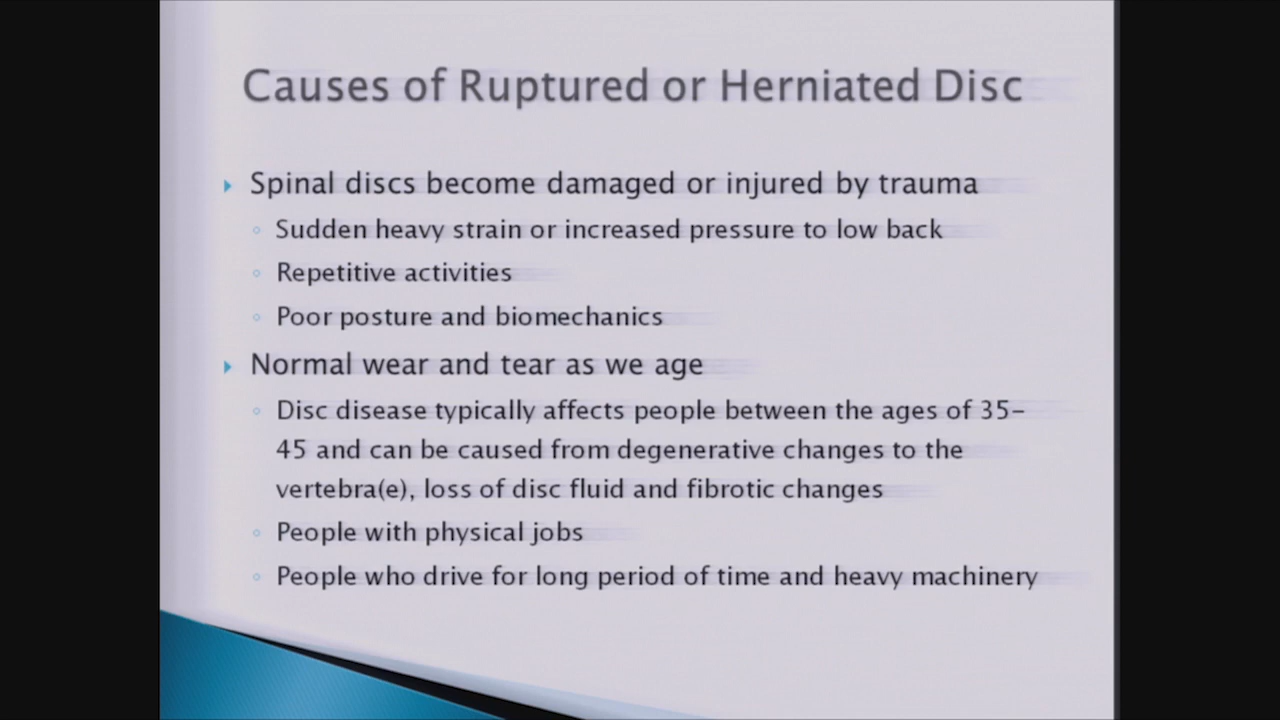 Causes of Ruptured or Herniated Disc
Spinal discs become damaged or injured by trauma
Sudden heavy strain or increased pressure to low back
Repetitive activities
Poor posture and biomechanics
Normal wear and tear as we age
Disc disease typically affects people between the ages of 35–
45 and can be caused from degenerative changes to the
vertebra(e), loss of disc fluid and fibrotic changes
People with physical jobs
People who drive for long period of time and heavy machinery